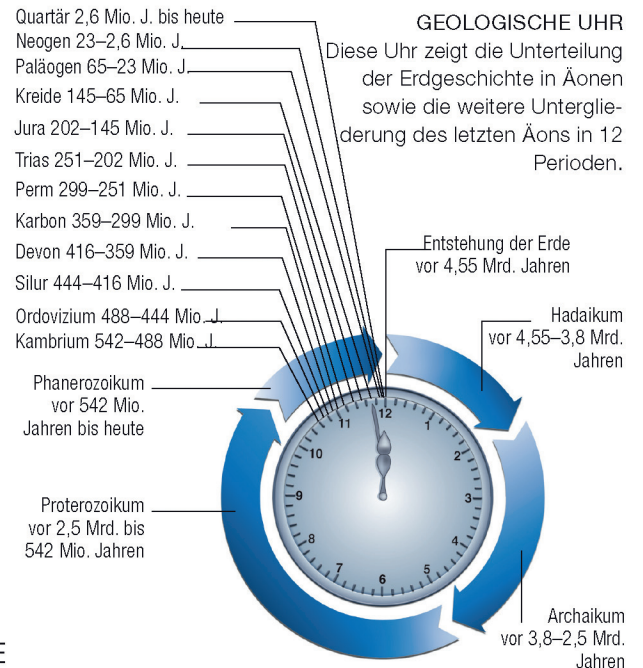 Quartär 2,6 Mio. J. bis heute
Neogen 23–2,6 Mio. J.
Paläogen 65–23 Mio. J.
Kreide 145–65 Mio. J.
Jura 202–145 Mio. J.
Trias 251–202 Mio. J.
Perm 299–251 Mio. J.
Karbon 359–299 Mio. J.
Devon 416–359 Mio. J.
Silur 444–416 Mio. J.
Ordovizium 488–444 Mio. J.
Kambrium 542–488 Mio. J.
GEOLOGISCHE UHR
Diese Uhr zeigt die Unterteilung
der Erdgeschichte in Äonen
sowie die weitere Unterglie-
derung des letzten Äons in 12
Perioden.
Entstehung der Erde
vor 4,55 Mrd. Jahren
Hadaikum
vor 4,55–3,8 Mrd.
Jahren
Phanerozoikum
vor 542 Mio.
Jahren bis heute
Proterozoikum
vor 2,5 Mrd. bis
542 Mio. Jahren
Archaikum
vor 3,8–2,5 Mrd.
Jahren
12
1
2
3
4
5
6
7
8
9
10
11
E